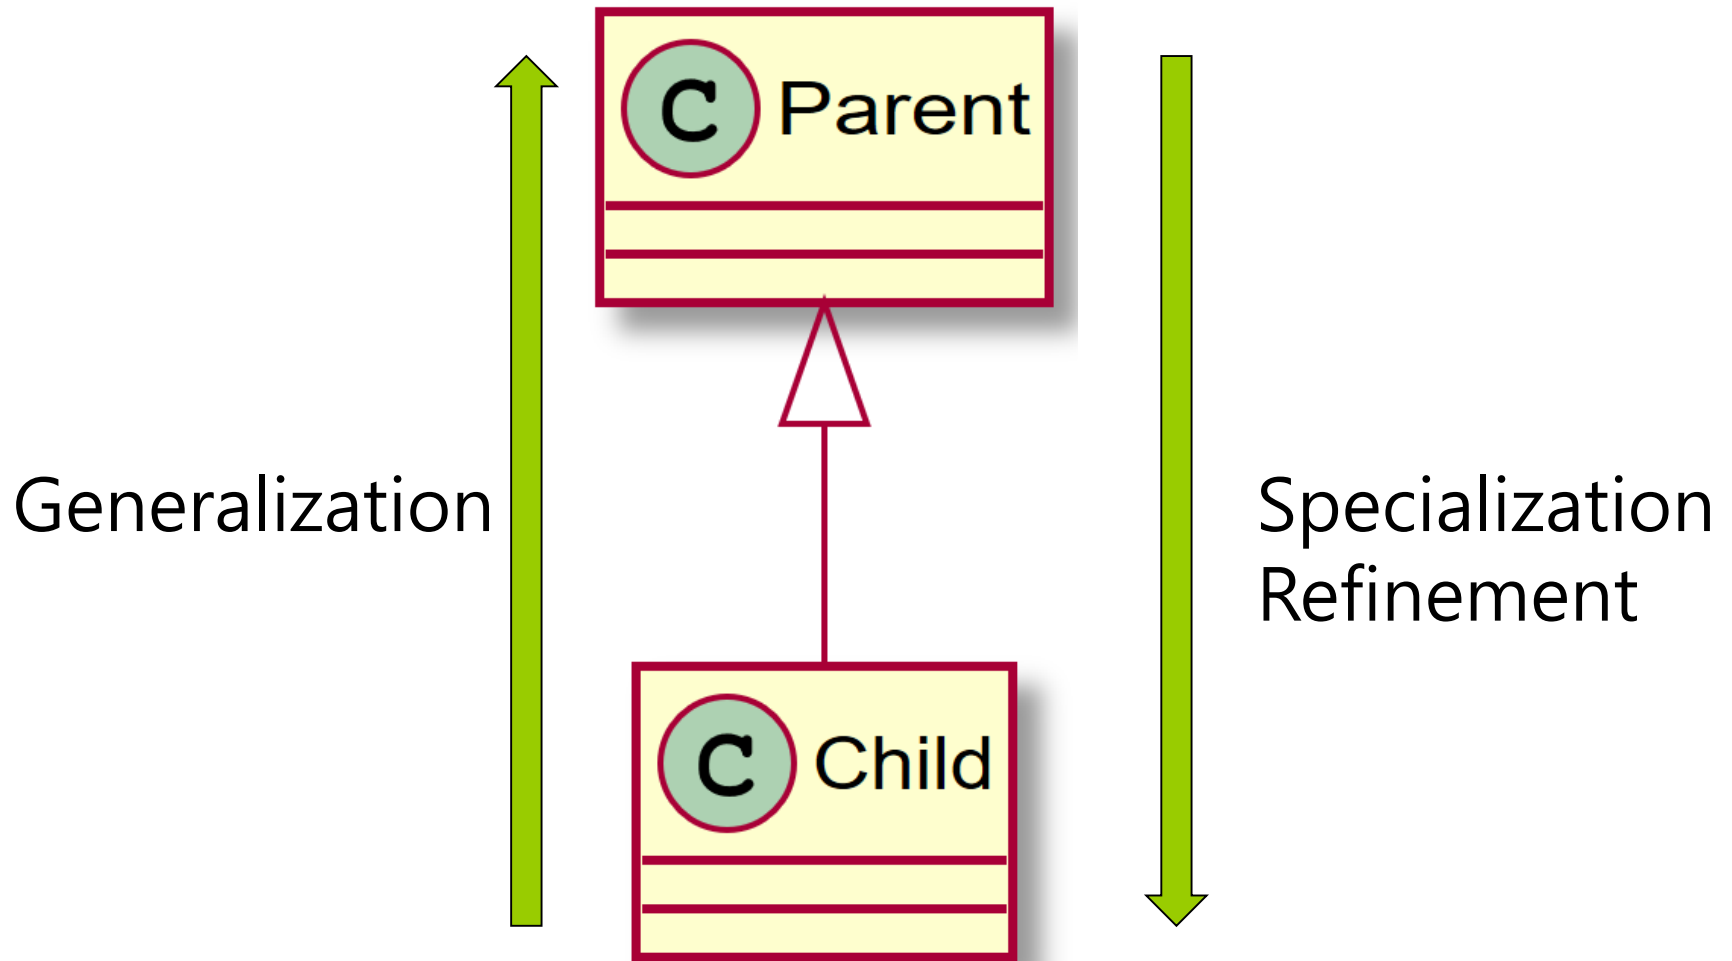 C Parent
Generalization
Specialization
Refinement
C Child